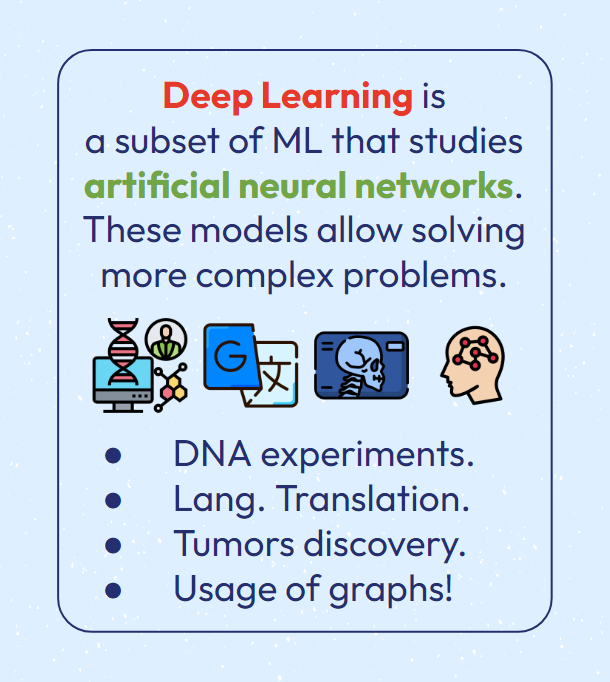 Deep Learning is
a subset of ML that studies
artificial neural networks.
These models allow solving
more complex problems.
G 文
● DNA experiments.
● Lang. Translation.
● Tumors discovery.
● Usage of graphs!